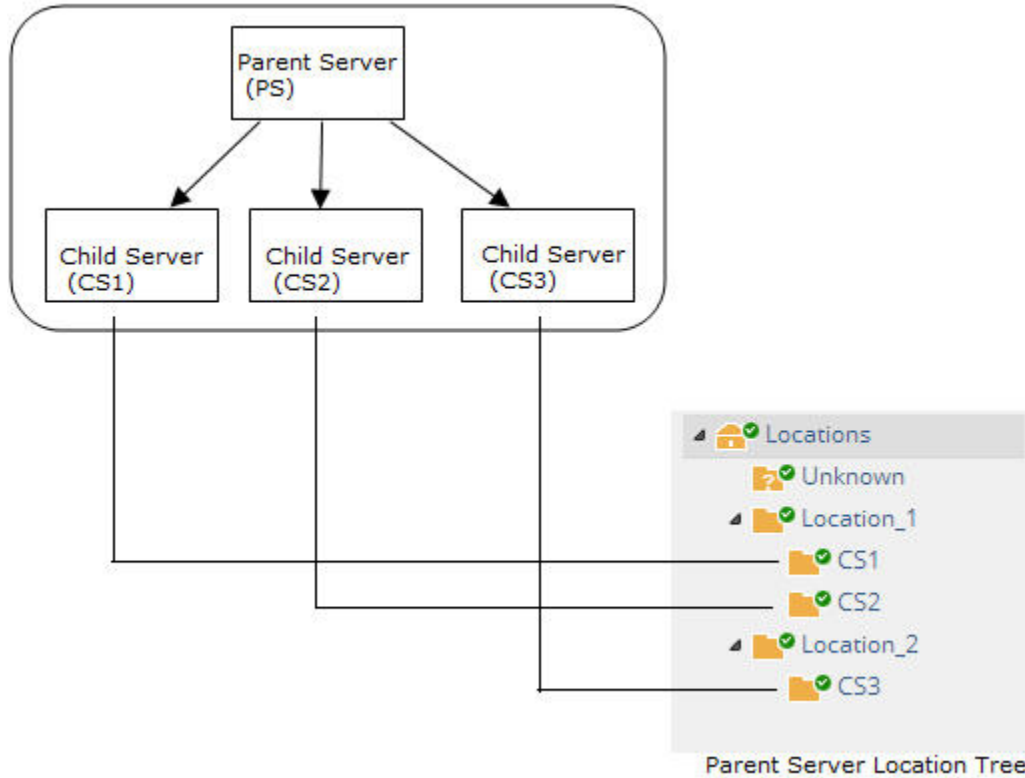 Parent Server
(PS)
Child Server
(CS1)
Child Server
(CS2)
Child Server
(CS3)
Locations
Unknown
Location_1
CS1
CS2
Location_2
CS3
Parent Server Location Tree